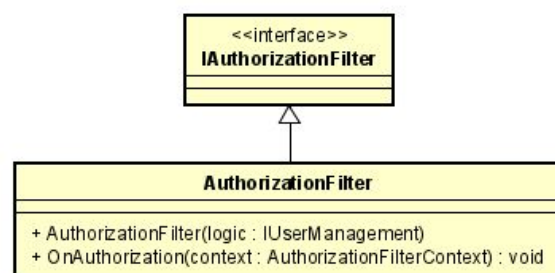 <<interface>>
IAuthorizationFilter
AuthorizationFilter
+ AuthorizationFilter(logic : IUserManagement)
+ OnAuthorization(context : AuthorizationFilterContext) : void